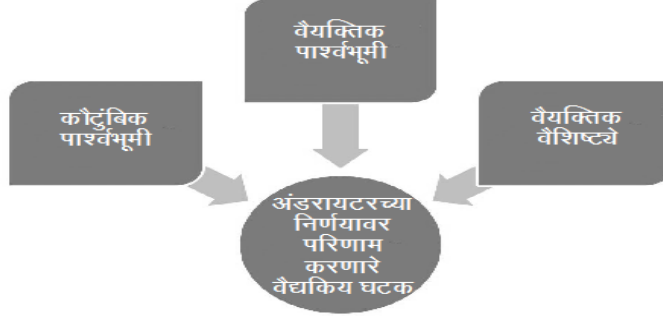 वैयक्तिक
पार्श्वभूमी
कौटुंबिक
पार्श्वभूमी
वैयक्तिक
वैशिष्ट्ये
अंडरायटरच्या
निर्णयावर
परिणाम
करणारे
वैद्यकिय घटक